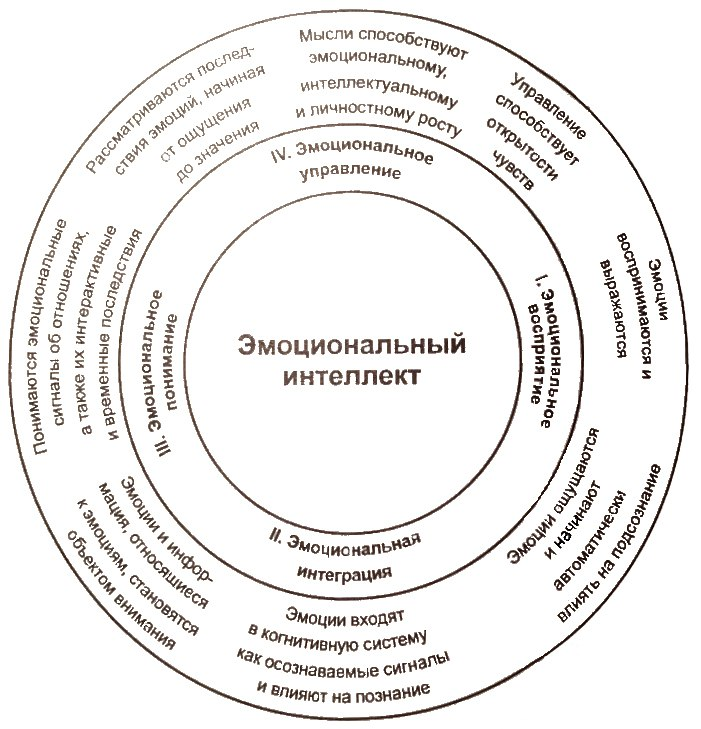 Эмоциональный
интеллект
I. Эмоциональное
восприятие
II. Эмоциональная
интеграция
III. Эмоциональное
понимание
IV. Эмоциональное
управление
Управление
способствует
открытости
чувств
Эмоции
воспринимаются и
выражаются
Эмоции ощущаются
и начинают
автоматически
влиять на подсознание
Эмоции входят
в когнитивную систему
как осознаваемые сигналы
и влияют на познание
Эмоции и инфор-
мация, относящиеся
к эмоциям, становятся
объектом внимания
Понимаются эмоциональные
сигналы об отношениях,
а также их интерактивные
и временные последствия
Рассматриваются послед-
ствия эмоций, начиная
от ощущения
до значения
Мысли способствуют
эмоциональному,
интеллектуальному
и личностному росту